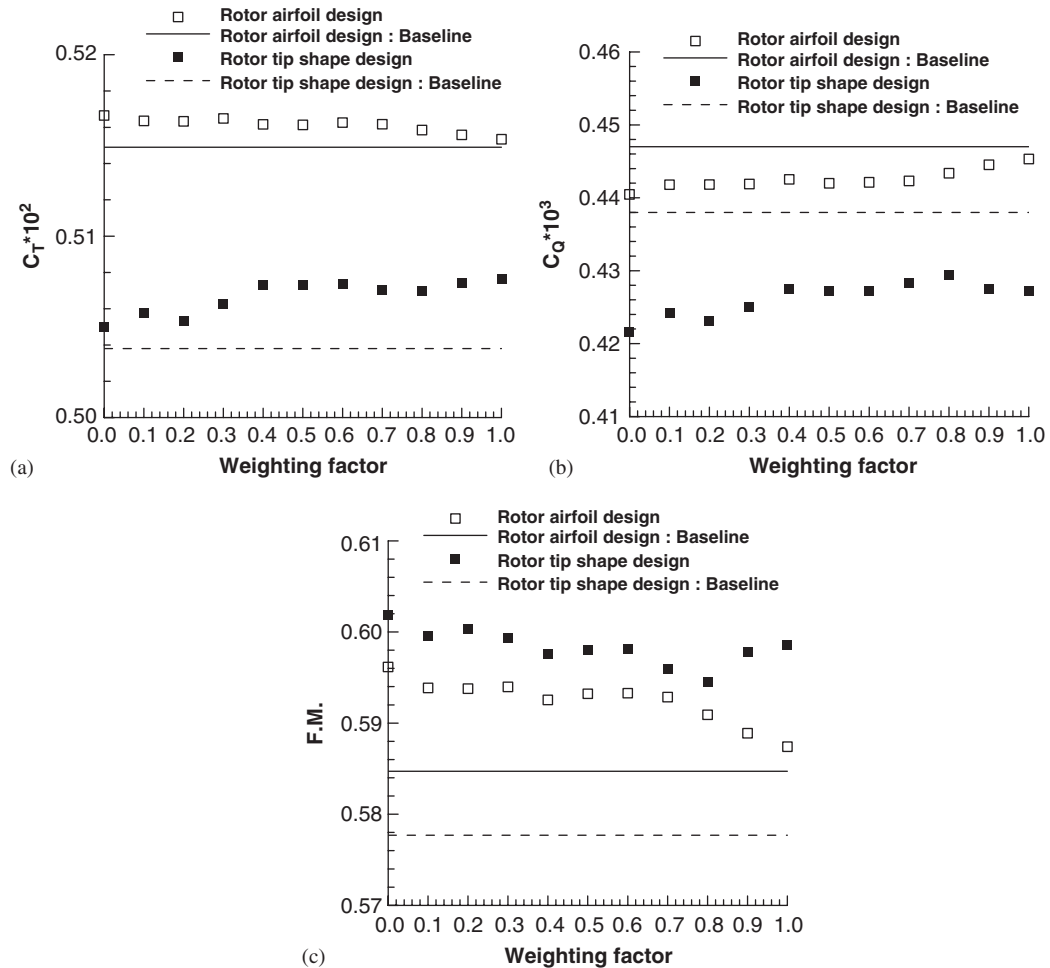 Rotor airfoil design
Rotor airfoil design : Baseline
Rotor tip shape design
Rotor tip shape design : Baseline
0.52
0.51
0.50
C_T*10^2
0.0 0.1 0.2 0.3 0.4 0.5 0.6 0.7 0.8 0.9 1.0
Weighting factor
(a)
Rotor airfoil design
Rotor airfoil design : Baseline
Rotor tip shape design
Rotor tip shape design : Baseline
0.46
0.45
0.44
0.43
0.42
0.41
C_Q*10^3
0.0 0.1 0.2 0.3 0.4 0.5 0.6 0.7 0.8 0.9 1.0
Weighting factor
(b)
Rotor airfoil design
Rotor airfoil design : Baseline
Rotor tip shape design
Rotor tip shape design : Baseline
0.61
0.60
0.59
0.58
0.57
F.M.
0.0 0.1 0.2 0.3 0.4 0.5 0.6 0.7 0.8 0.9 1.0
Weighting factor
(c)